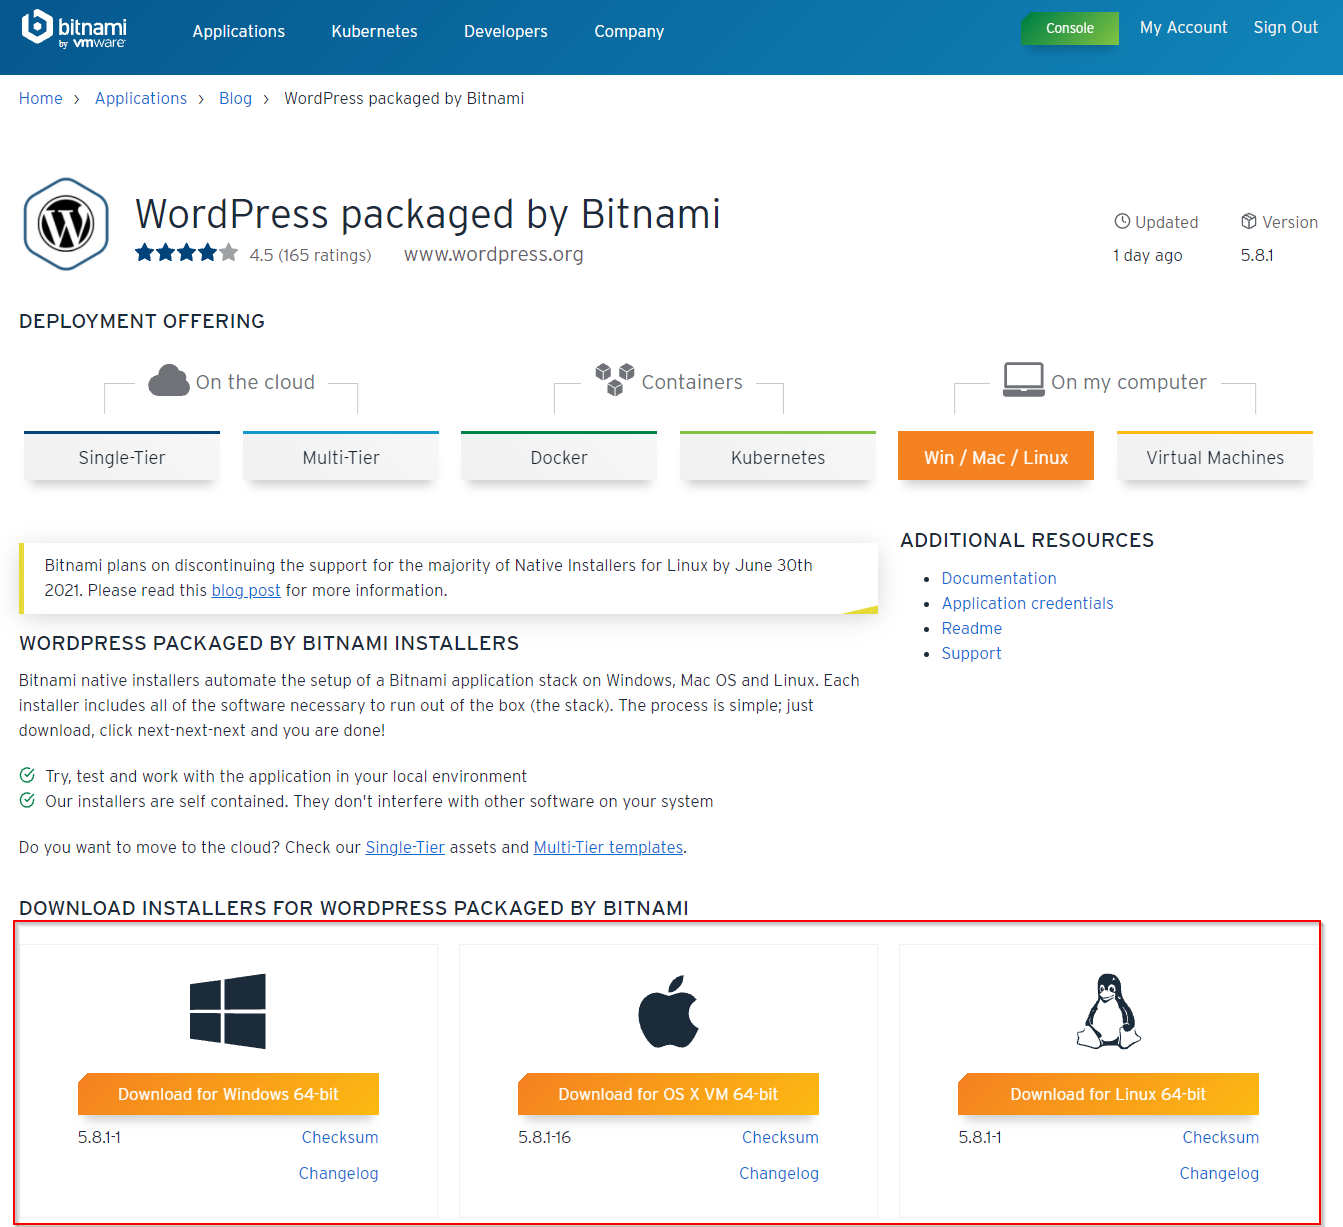 bitnami
by vmware
Applications Kubernetes Developers Company Console My Account Sign Out
Home > Applications > Blog > WordPress packaged by Bitnami
WordPress packaged by Bitnami
4.5 (165 ratings) www.wordpress.org
Updated Version
1 day ago 5.8.1
DEPLOYMENT OFFERING
On the cloud Containers On my computer
Single-Tier Multi-Tier Docker Kubernetes Win / Mac / Linux Virtual Machines
Bitnami plans on discontinuing the support for the majority of Native Installers for Linux by June 30th
2021. Please read this blog post for more information.
ADDITIONAL RESOURCES
Documentation
Application credentials
Readme
Support
WORDPRESS PACKAGED BY BITNAMI INSTALLERS
Bitnami native installers automate the setup of a Bitnami application stack on Windows, Mac OS and Linux. Each
installer includes all of the software necessary to run out of the box (the stack). The process is simple; just
download, click next-next-next and you are done!
Try, test and work with the application in your local environment
Our installers are self contained. They don't interfere with other software on your system
Do you want to move to the cloud? Check our Single-Tier assets and Multi-Tier templates.
DOWNLOAD INSTALLERS FOR WORDPRESS PACKAGED BY BITNAMI
Download for Windows 64-bit
5.8.1-1 Checksum
Changelog
Download for OS X VM 64-bit
5.8.1-16 Checksum
Changelog
Download for Linux 64-bit
5.8.1-1 Checksum
Changelog